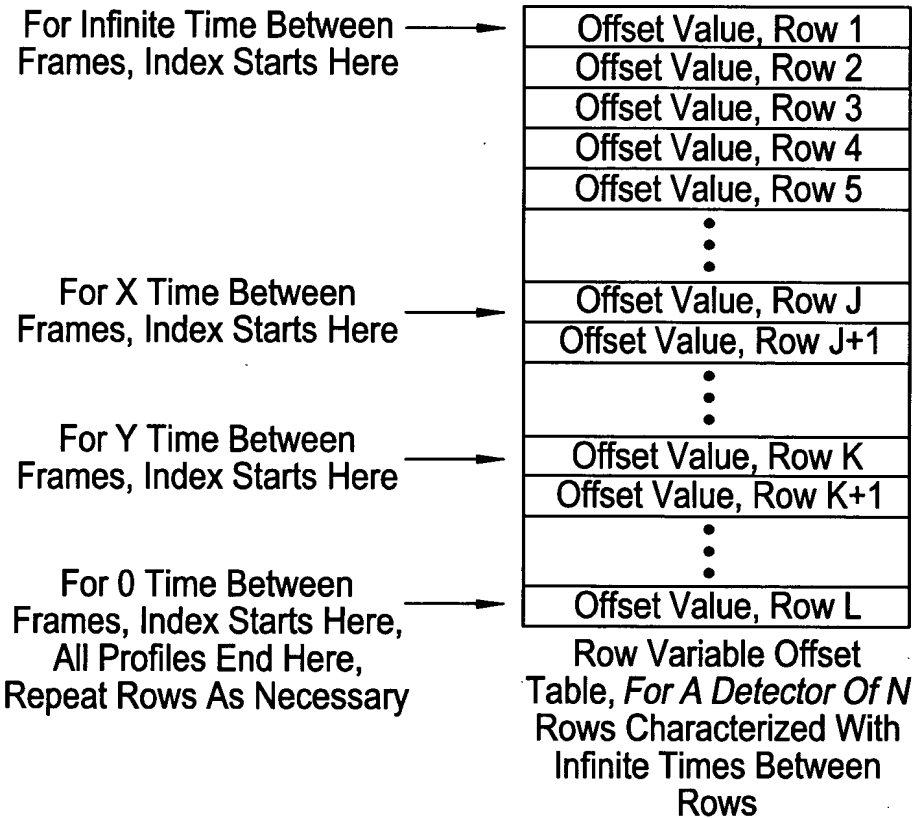 For Infinite Time Between
Frames, Index Starts Here
Offset Value, Row 1
Offset Value, Row 2
Offset Value, Row 3
Offset Value, Row 4
Offset Value, Row 5
For X Time Between
Frames, Index Starts Here
Offset Value, Row J
Offset Value, Row J+1
For Y Time Between
Frames, Index Starts Here
Offset Value, Row K
Offset Value, Row K+1
For 0 Time Between
Frames, Index Starts Here,
All Profiles End Here,
Repeat Rows As Necessary
Offset Value, Row L
Row Variable Offset
Table, For A Detector Of N
Rows Characterized With
Infinite Times Between
Rows